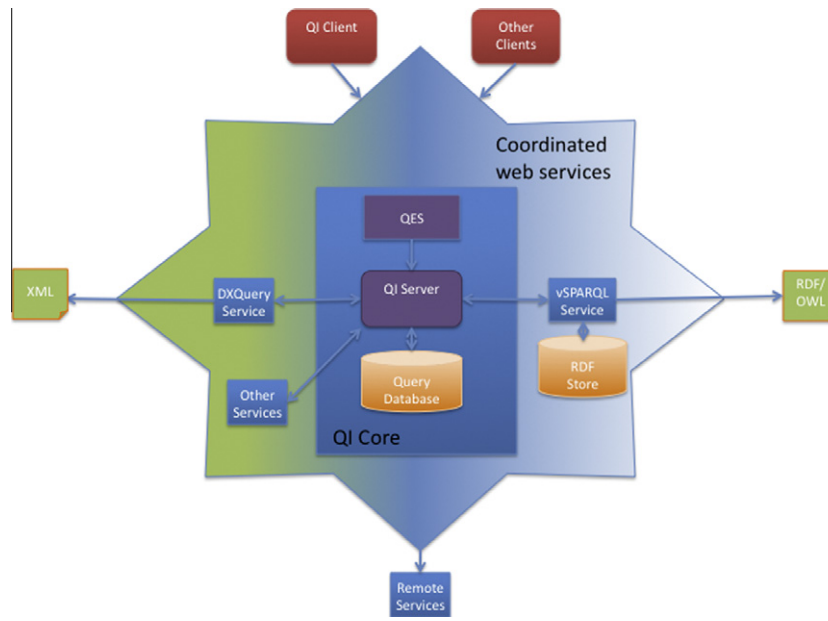 QI Client
Other
Clients
Coordinated
web services
QES
XML
DXQuery
Service
QI Server
vSPARQL
Service
RDF/
OWL
Other
Services
Query
Database
RDF
Store
QI Core
Remote
Services